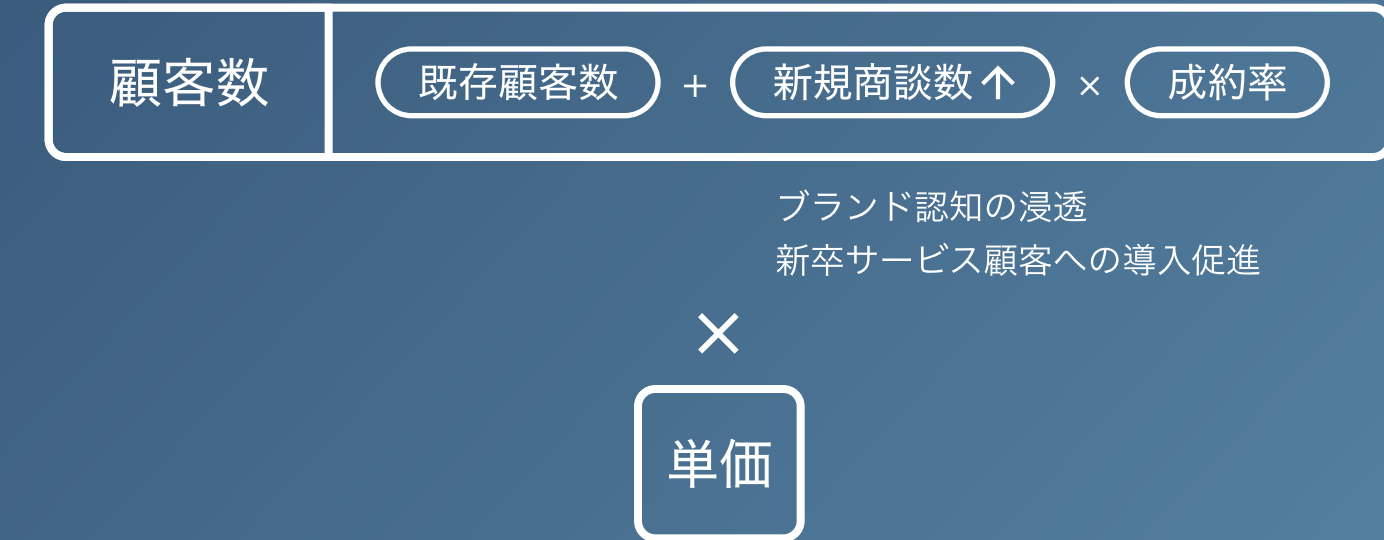 顧客数 既存顧客数 + 新規商談数↑ × 成約率
ブランド認知の浸透
新卒サービス顧客への導入促進
×
単価